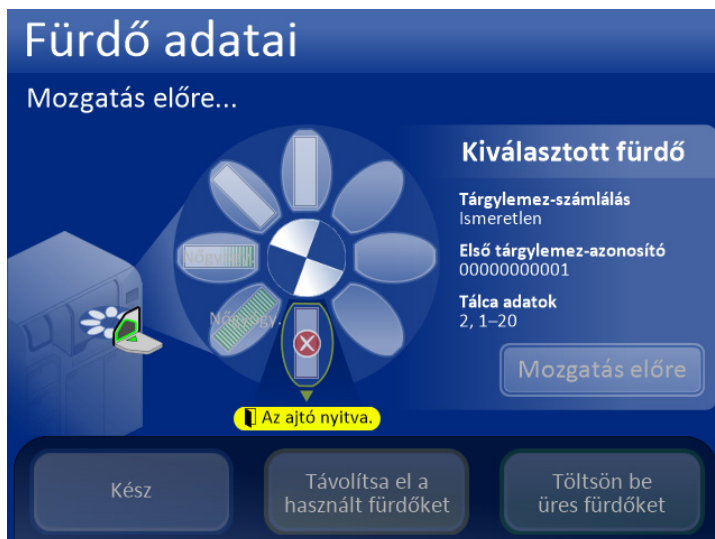 Fürdő adatai
Mozgatás előre...
Kiválasztott fürdő
Tárgylemez-számlálás
Ismeretlen
Első tárgylemez-azonosító
00000000001
Tálca adatok
2, 1–20
Mozgatás előre
Nőgyógy.
Az ajtó nyitva.
Kész
Távolítsa el a
használt fürdőket
Töltsön be
üres fürdőket